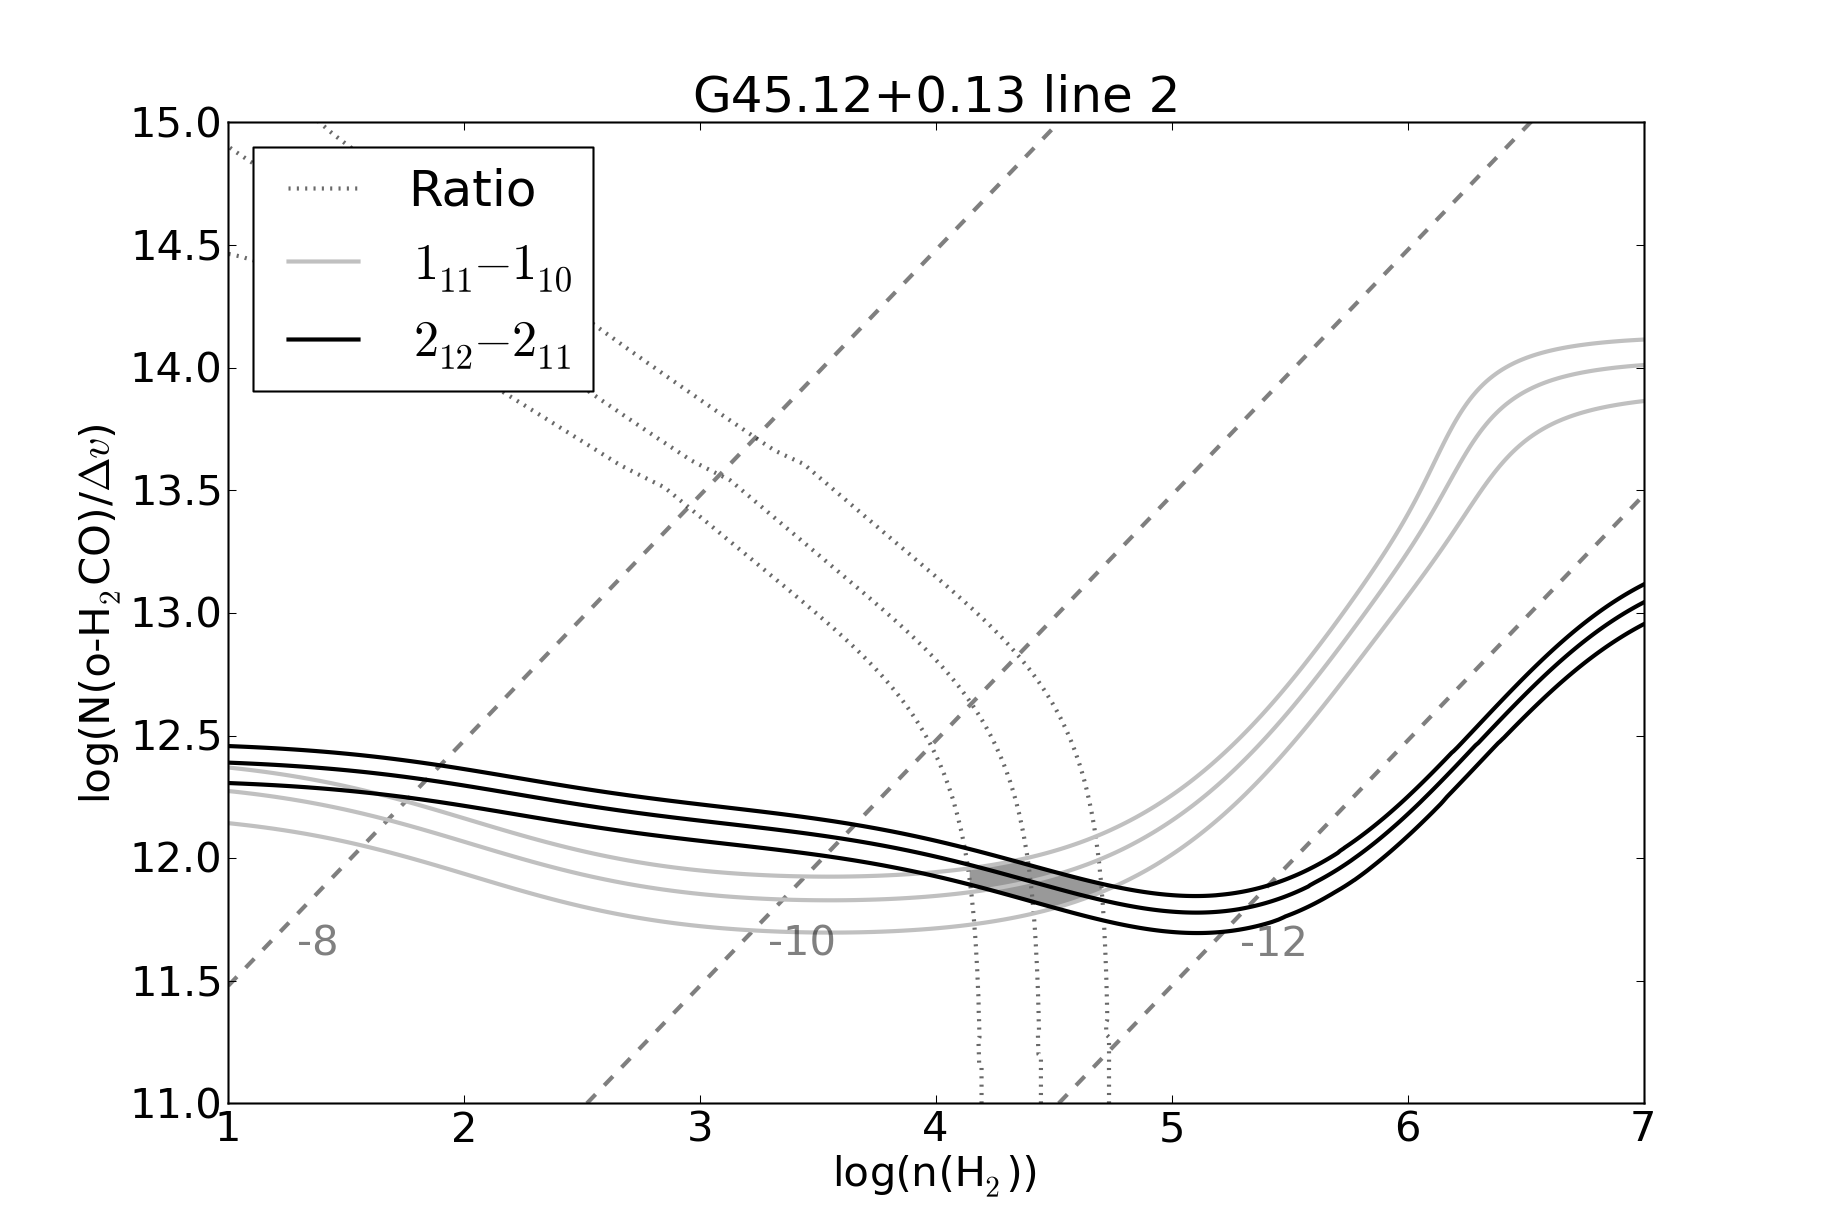 G45.12+0.13 line 2
15.0
14.5
14.0
13.5
13.0
12.5
12.0
11.5
11.0
log(N(o-H₂CO)/Δv)
Ratio
1₁₁−1₁₀
2₁₂−2₁₁
-8
-10
-12
1 2 3 4 5 6 7
log(n(H₂))